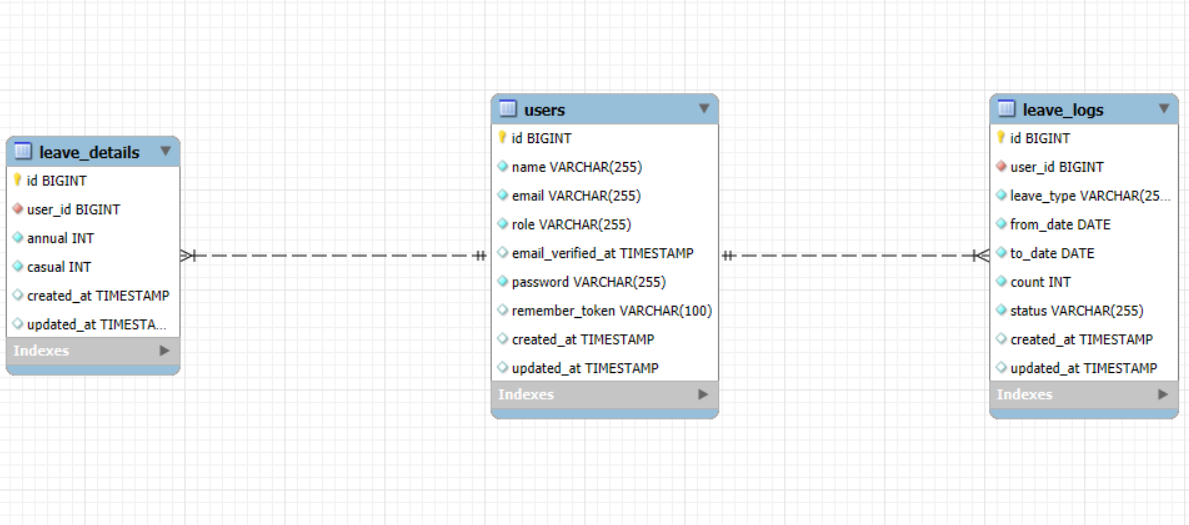 leave_details
id BIGINT
user_id BIGINT
annual INT
casual INT
created_at TIMESTAMP
updated_at TIMESTA...
Indexes
users
id BIGINT
name VARCHAR(255)
email VARCHAR(255)
role VARCHAR(255)
email_verified_at TIMESTAMP
password VARCHAR(255)
remember_token VARCHAR(100)
created_at TIMESTAMP
updated_at TIMESTAMP
Indexes
leave_logs
id BIGINT
user_id BIGINT
leave_type VARCHAR(25...
from_date DATE
to_date DATE
count INT
status VARCHAR(255)
created_at TIMESTAMP
updated_at TIMESTAMP
Indexes